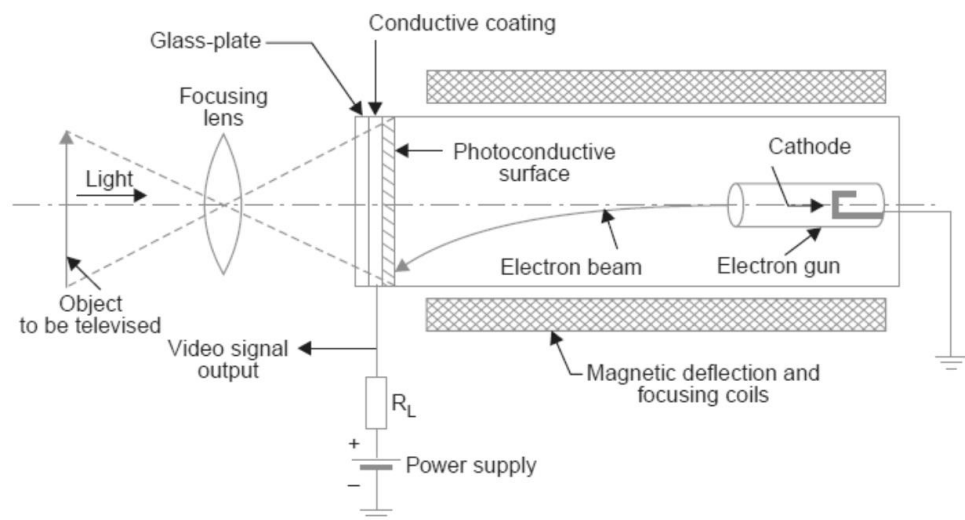 Conductive coating
Glass-plate
Focusing
lens
Light
Photoconductive
surface
Cathode
Electron beam
Electron gun
Object
to be televised
Video signal
output
Magnetic deflection and
focusing coils
R_L
+
Power supply
–